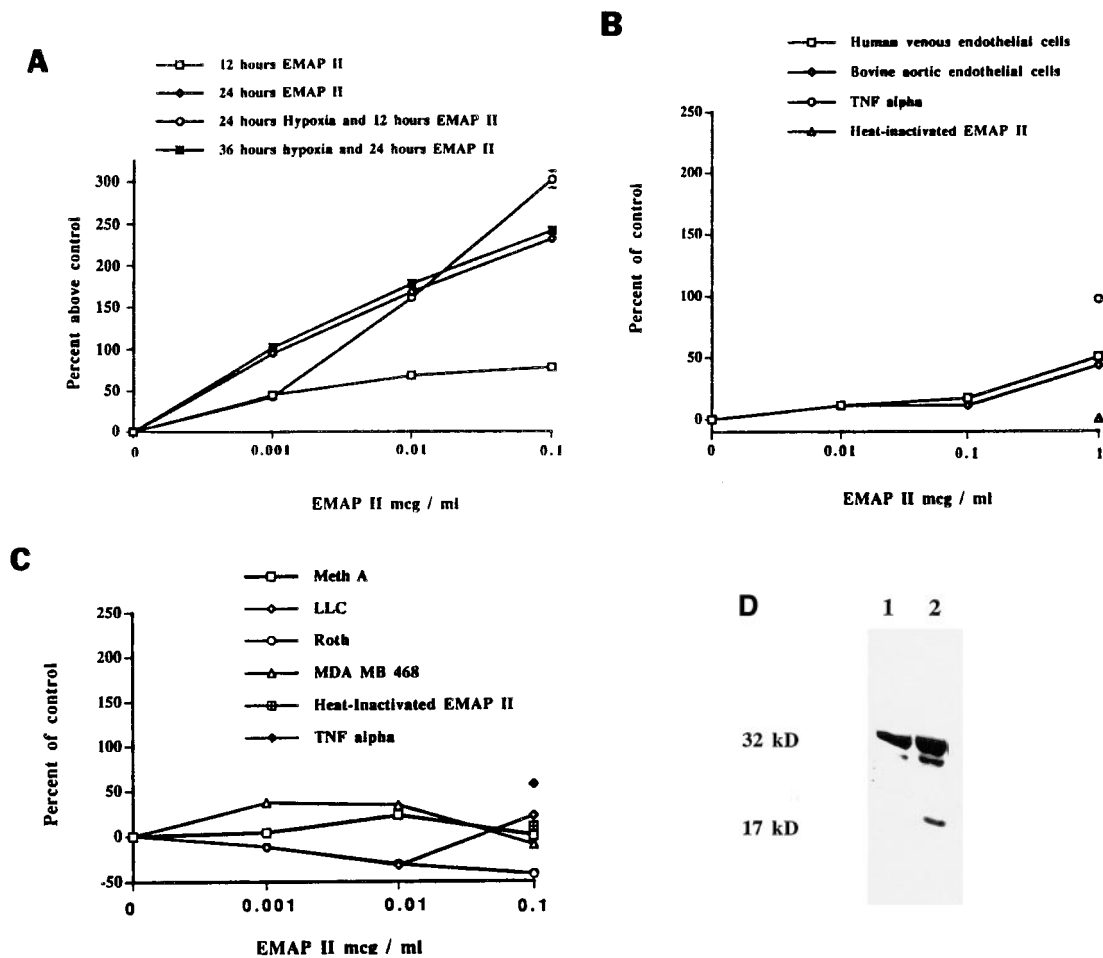 A
12 hours EMAP II
24 hours EMAP II
24 hours Hypoxia and 12 hours EMAP II
36 hours hypoxia and 24 hours EMAP II
Percent above control
300
250
200
150
100
50
0
0
0.001
0.01
0.1
EMAP II mcg / ml
B
Human venous endothelial cells
Bovine aortic endothelial cells
TNF alpha
Heat-inactivated EMAP II
Percent of control
250
200
150
100
50
0
0
0.01
0.1
1
EMAP II mcg / ml
C
Meth A
LLC
Roth
MDA MB 468
Heat-Inactivated EMAP II
TNF alpha
Percent of control
250
200
150
100
50
0
-50
0
0.001
0.01
0.1
EMAP II mcg / ml
D
1 2
32 kD
17 kD